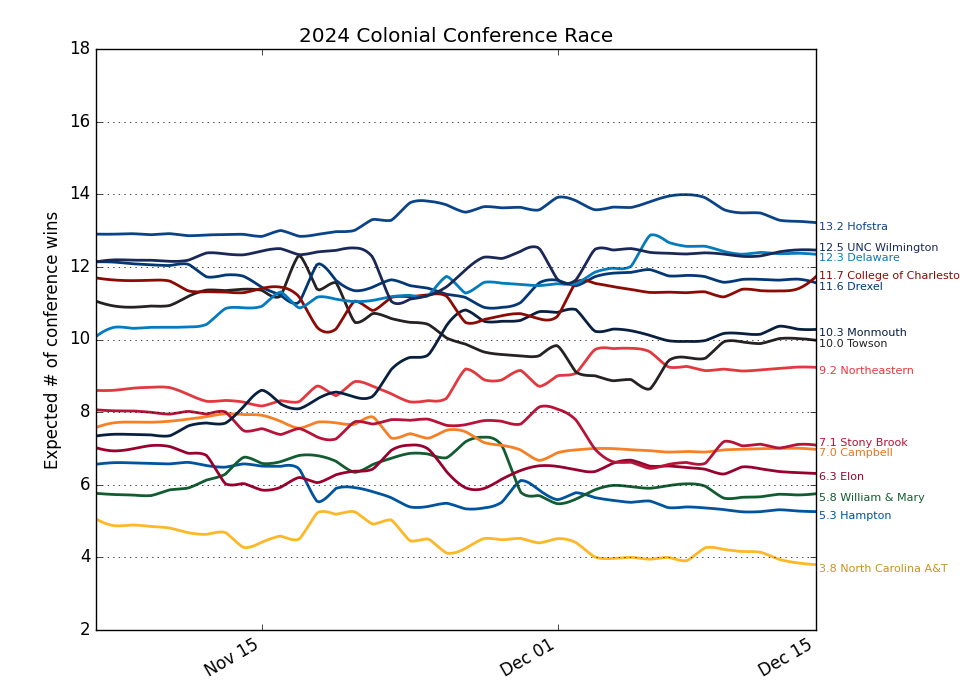 2024 Colonial Conference Race
Expected # of conference wins
18
16
14
12
10
8
6
4
2
Nov 15
Dec 01
Dec 15
13.2 Hofstra
12.5 UNC Wilmington
12.3 Delaware
11.7 College of Charlesto
11.6 Drexel
10.3 Monmouth
10.0 Towson
9.2 Northeastern
7.1 Stony Brook
7.0 Campbell
6.3 Elon
5.8 William & Mary
5.3 Hampton
3.8 North Carolina A&T